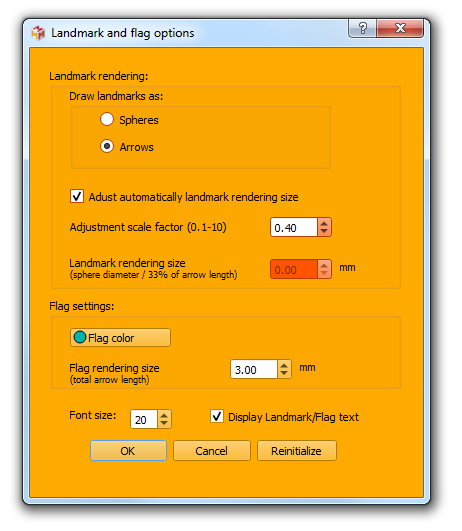 Landmark and flag options
?
Landmark rendering:
Draw landmarks as:
Spheres
Arrows
Adust automatically landmark rendering size
Adjustment scale factor (0.1-10) 0.40
Landmark rendering size
(sphere diameter / 33% of arrow length) 0.00 mm
Flag settings:
Flag color
Flag rendering size
(total arrow length) 3.00 mm
Font size: 20 Display Landmark/Flag text
OK Cancel Reinitialize